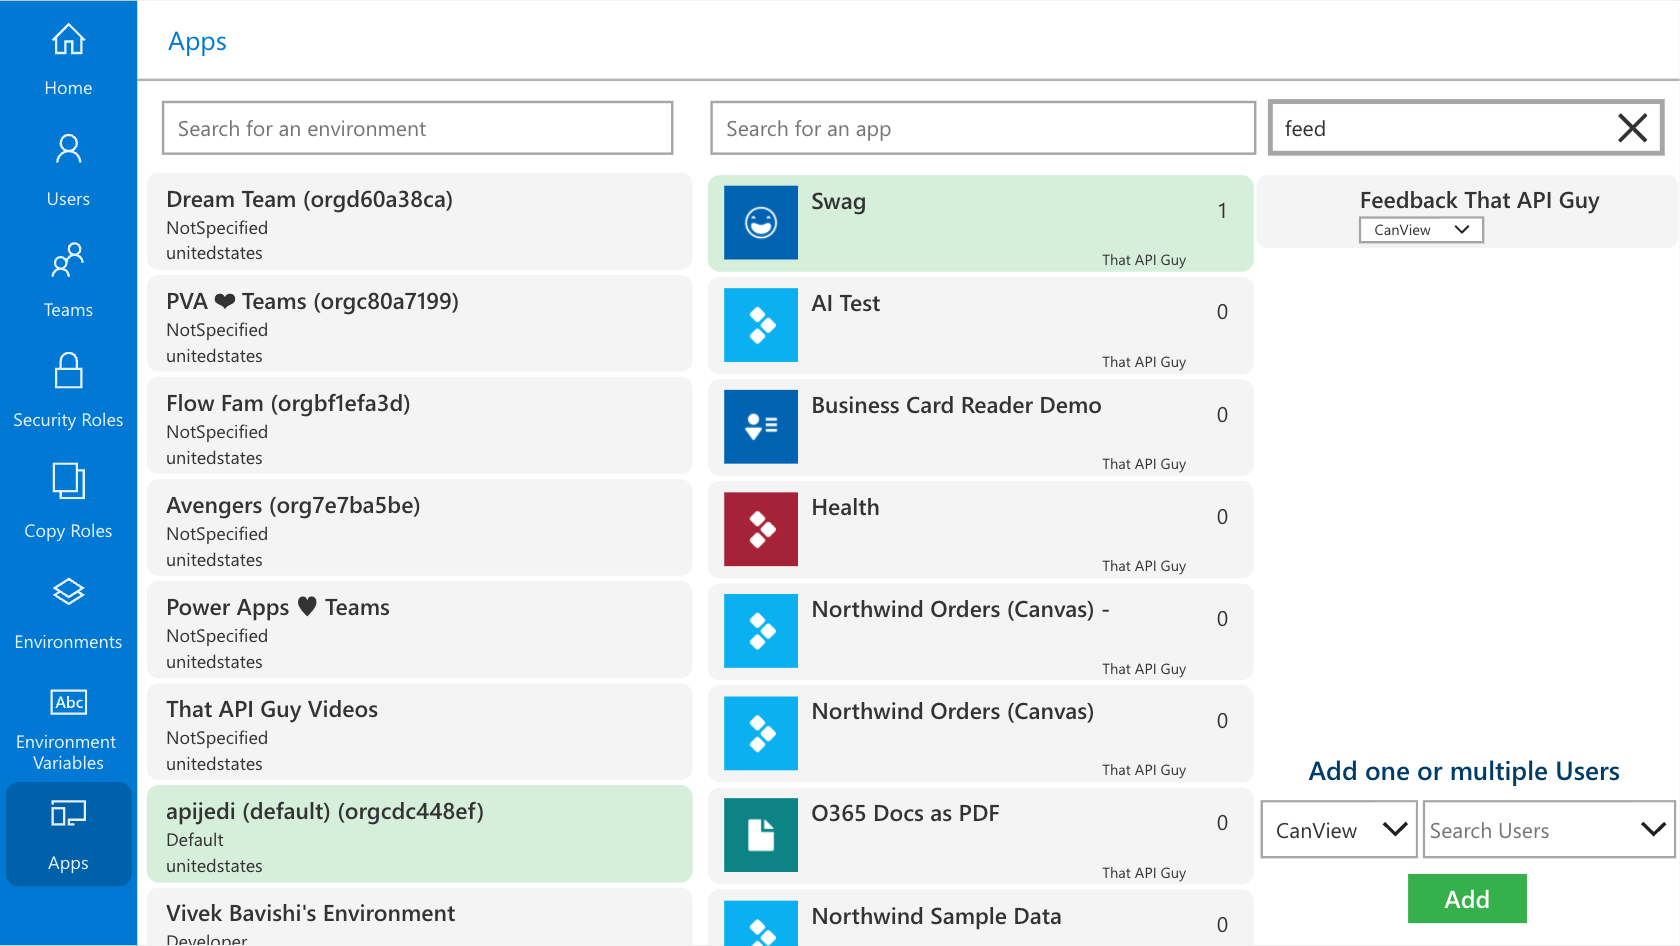 Home
Users
Teams
Security Roles
Copy Roles
Environments
Abc
Environment
Variables
Apps
Apps
Search for an environment
Dream Team (orgd60a38ca)
NotSpecified
unitedstates
PVA ❤ Teams (orgc80a7199)
NotSpecified
unitedstates
Flow Fam (orgbf1efa3d)
NotSpecified
unitedstates
Avengers (org7e7ba5be)
NotSpecified
unitedstates
Power Apps ♥ Teams
NotSpecified
unitedstates
That API Guy Videos
NotSpecified
unitedstates
apijedi (default) (orgcdc448ef)
Default
unitedstates
Vivek Bavishi's Environment
Developer
Search for an app
Swag
1
That API Guy
AI Test
0
That API Guy
Business Card Reader Demo
0
That API Guy
Health
0
That API Guy
Northwind Orders (Canvas) -
0
That API Guy
Northwind Orders (Canvas)
0
That API Guy
O365 Docs as PDF
0
That API Guy
Northwind Sample Data
0
feed
Feedback That API Guy
CanView
Add one or multiple Users
CanView
Search Users
Add